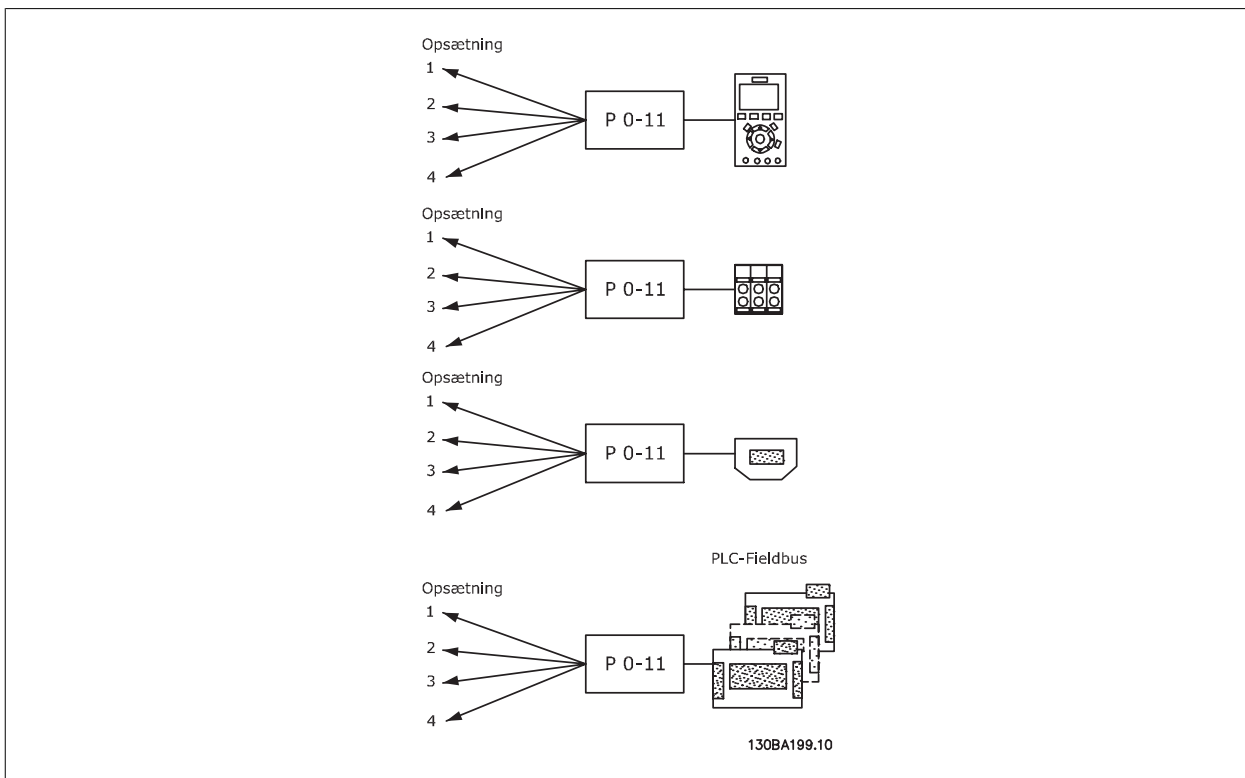 Opsætning
1
2
3
4
P 0-11
Opsætning
1
2
3
4
P 0-11
Opsætning
1
2
3
4
P 0-11
PLC-Fieldbus
Opsætning
1
2
3
4
P 0-11
130BA199.10